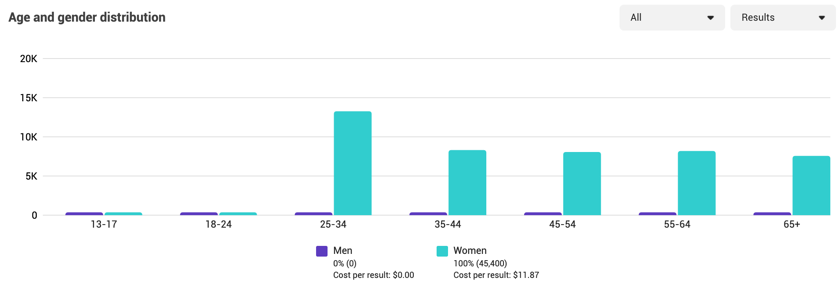 Age and gender distribution
All
Results
20K
15K
10K
5K
0
13-17
18-24
25-34
35-44
45-54
55-64
65+
Men
0% (0)
Cost per result: $0.00
Women
100% (45,400)
Cost per result: $11.87